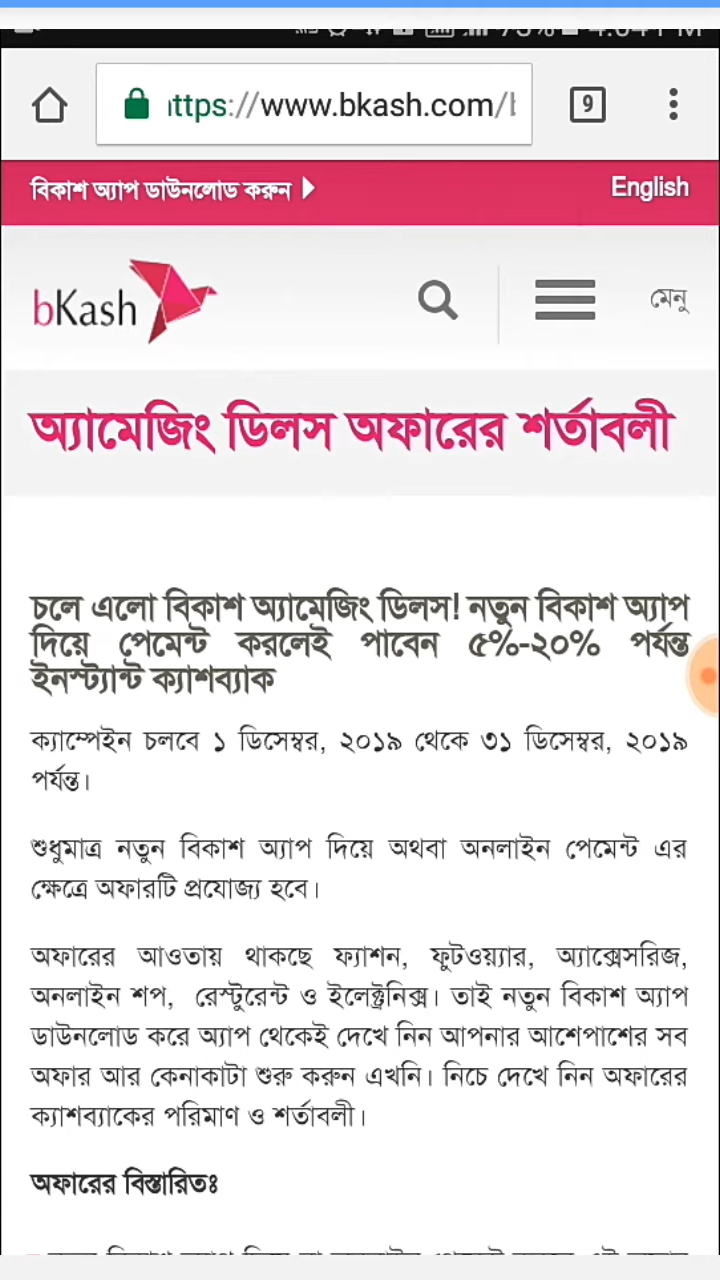 9
ttps://www.bkash.com/
বিকাশ অ্যাপ ডাউনলোড করুন
English
bKash
মেনু
অ্যামেজিং ডিলস অফারের শর্তাবলী
চলে এলো বিকাশ অ্যামেজিং ডিলস! নতুন বিকাশ অ্যাপ
দিয়ে পেমেন্ট করলেই পাবেন ৫%-২০% পর্যন্ত
ইনস্ট্যান্ট ক্যাশব্যাক
ক্যাম্পেইন চলবে ১ ডিসেম্বর, ২০১৯ থেকে ৩১ ডিসেম্বর, ২০১৯
পর্যন্ত।
শুধুমাত্র নতুন বিকাশ অ্যাপ দিয়ে অথবা অনলাইন পেমেন্ট এর
ক্ষেত্রে অফারটি প্রযোজ্য হবে।
অফারের আওতায় থাকছে ফ্যাশন, ফুটওয়্যার, অ্যাক্সেসরিজ,
অনলাইন শপ, রেস্টুরেন্ট ও ইলেক্ট্রনিক্স। তাই নতুন বিকাশ অ্যাপ
ডাউনলোড করে অ্যাপ থেকেই দেখে নিন আপনার আশেপাশের সব
অফার আর কেনাকাটা শুরু করুন এখনি। নিচে দেখে নিন অফারের
ক্যাশব্যাকের পরিমাণ ও শর্তাবলী।
অফারের বিস্তারিতঃ